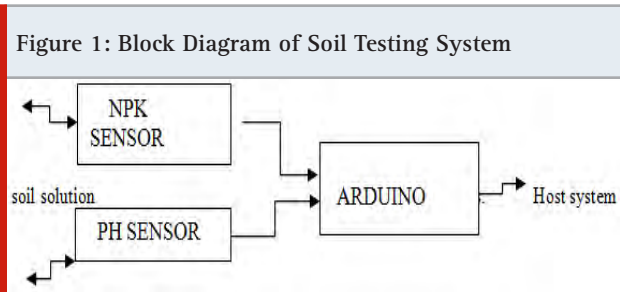 Figure 1: Block Diagram of Soil Testing System
NPK
SENSOR
soil solution
ARDUINO
Host system
PH SENSOR